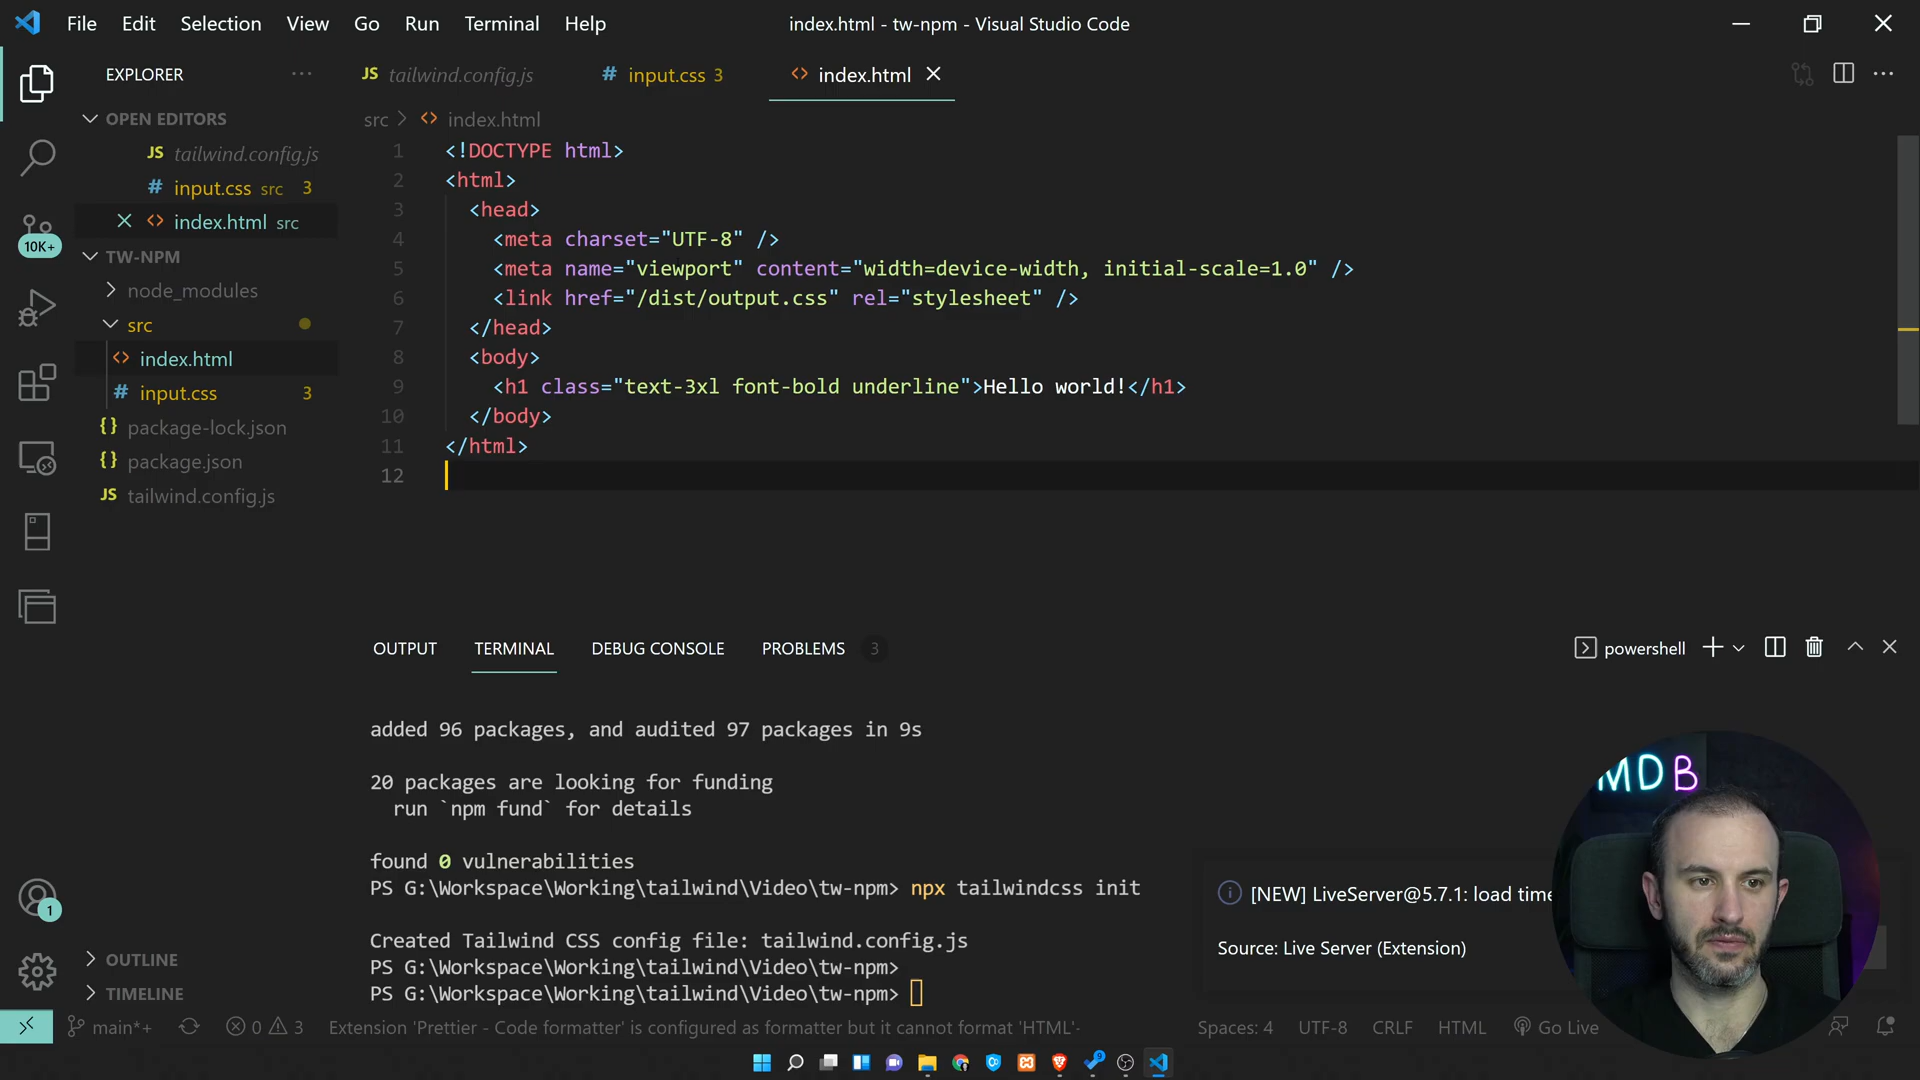 File Edit Selection View Go Run Terminal Help
index.html - tw-npm - Visual Studio Code
EXPLORER ...
JS tailwind.config.js
# input.css 3
<> index.html
OPEN EDITORS
JS tailwind.config.js
# input.css src 3
<> index.html src
10K+
TW-NPM
node_modules
src
<> index.html
# input.css 3
{} package-lock.json
{} package.json
JS tailwind.config.js
src > <> index.html
1 <!DOCTYPE html>
2 <html>
3 <head>
4 <meta charset="UTF-8" />
5 <meta name="viewport" content="width=device-width, initial-scale=1.0" />
6 <link href="/dist/output.css" rel="stylesheet" />
7 </head>
8 <body>
9 <h1 class="text-3xl font-bold underline">Hello world!</h1>
10 </body>
11 </html>
12
OUTPUT TERMINAL DEBUG CONSOLE PROBLEMS 3
powershell
added 96 packages, and audited 97 packages in 9s
20 packages are looking for funding
run `npm fund` for details
found 0 vulnerabilities
PS G:\Workspace\Working\tailwind\Video\tw-npm> npx tailwindcss init
Created Tailwind CSS config file: tailwind.config.js
PS G:\Workspace\Working\tailwind\Video\tw-npm>
PS G:\Workspace\Working\tailwind\Video\tw-npm>
[NEW] LiveServer@5.7.1: load time
Source: Live Server (Extension)
MDB
1
OUTLINE
TIMELINE
main*+ 0 3 Extension 'Prettier - Code formatter' is configured as formatter but it cannot format 'HTML'-
Spaces: 4 UTF-8 CRLF HTML Go Live
9